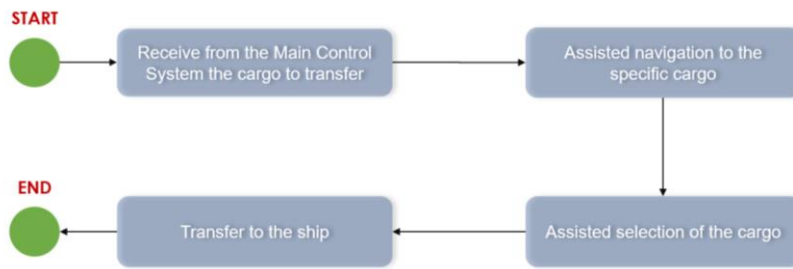 START
Receive from the Main Control
System the cargo to transfer
Assisted navigation to the
specific cargo
END
Transfer to the ship
Assisted selection of the cargo